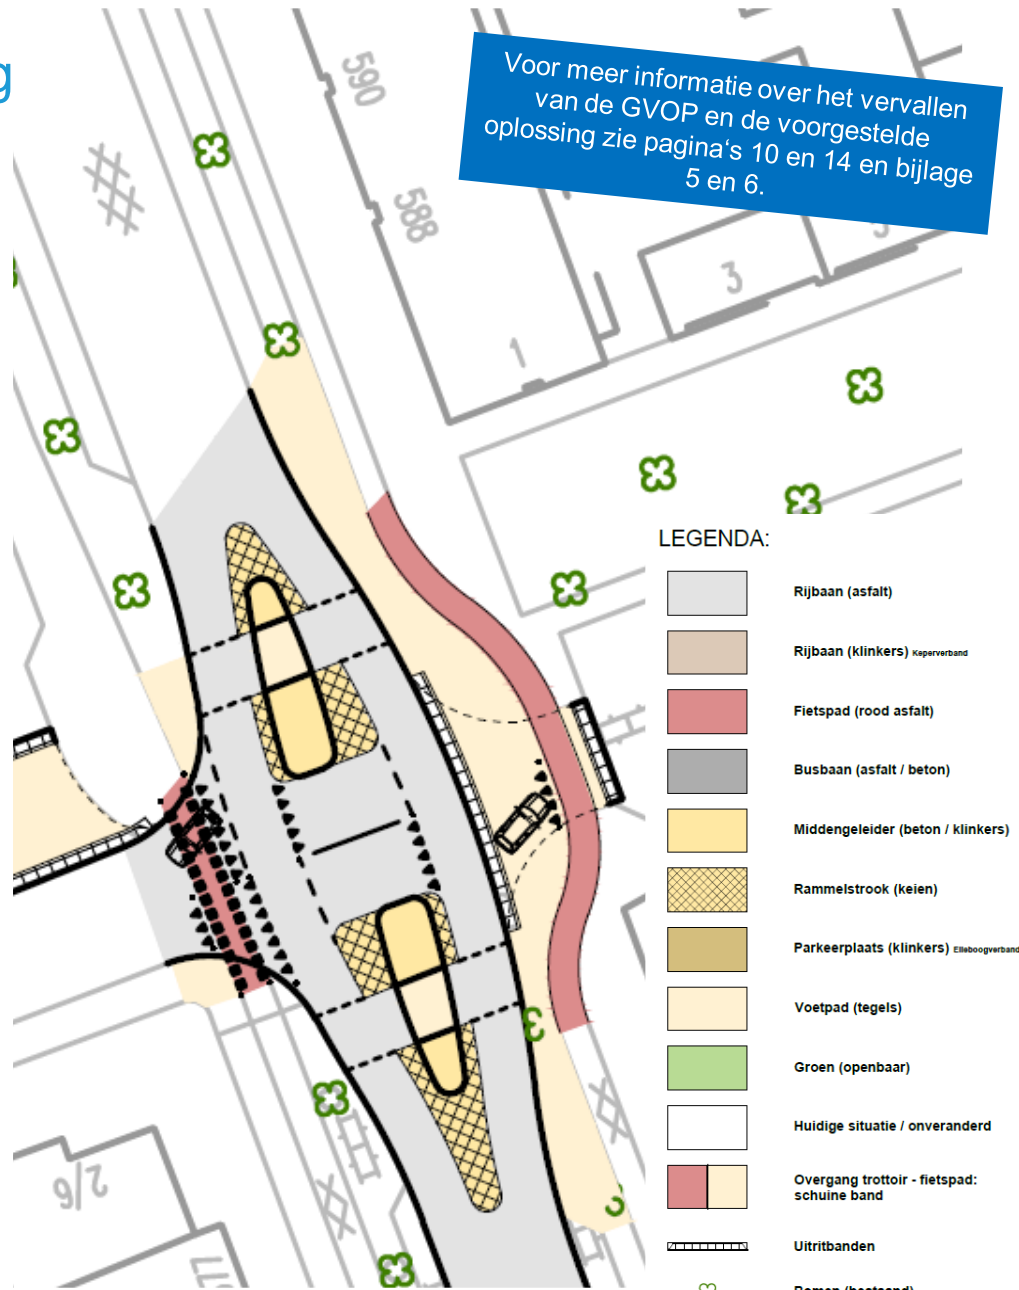 g
Voor meer informatie over het vervallen
van de GVOP en de voorgestelde
oplossing zie pagina's 10 en 14 en bijlage
5 en 6.
590
588
3
1
LEGENDA:
Rijbaan (asfalt)
Rijbaan (klinkers) Keperverband
Fietspad (rood asfalt)
Busbaan (asfalt / beton)
Middengeleider (beton / klinkers)
Rammelstrook (keien)
Parkeerplaats (klinkers) Elleboogverband
Voetpad (tegels)
Groen (openbaar)
Huidige situatie / onveranderd
Overgang trottoir - fietspad:
schuine band
Uitritbanden
Bomen (bestaand)
2/6